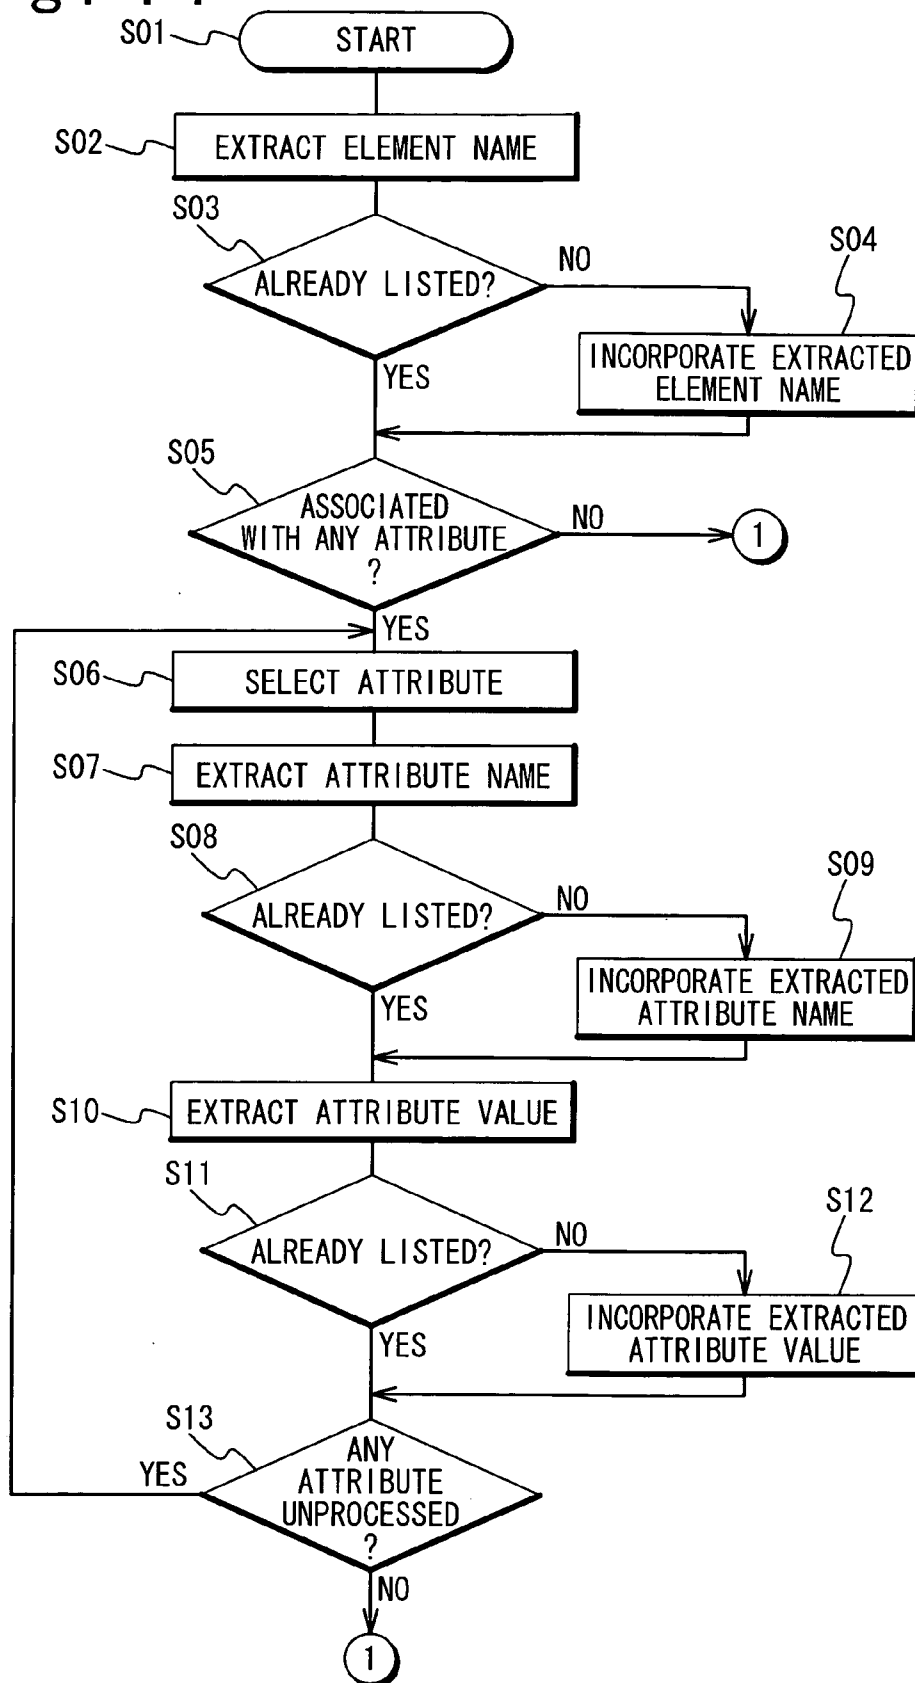 S01
START
S02
EXTRACT ELEMENT NAME
S03
ALREADY LISTED?
NO
S04
INCORPORATE EXTRACTED
ELEMENT NAME
YES
S05
ASSOCIATED
WITH ANY ATTRIBUTE
?
NO
1
YES
S06
SELECT ATTRIBUTE
S07
EXTRACT ATTRIBUTE NAME
S08
ALREADY LISTED?
NO
S09
INCORPORATE EXTRACTED
ATTRIBUTE NAME
YES
S10
EXTRACT ATTRIBUTE VALUE
S11
ALREADY LISTED?
NO
S12
INCORPORATE EXTRACTED
ATTRIBUTE VALUE
YES
S13
YES
ANY
ATTRIBUTE
UNPROCESSED
?
NO
1